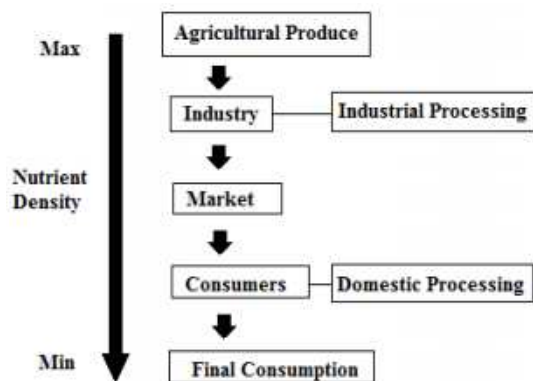 Agricultural Produce
Max
Industry
Industrial Processing
Nutrient
Density
Market
Consumers
Domestic Processing
Min
Final Consumption